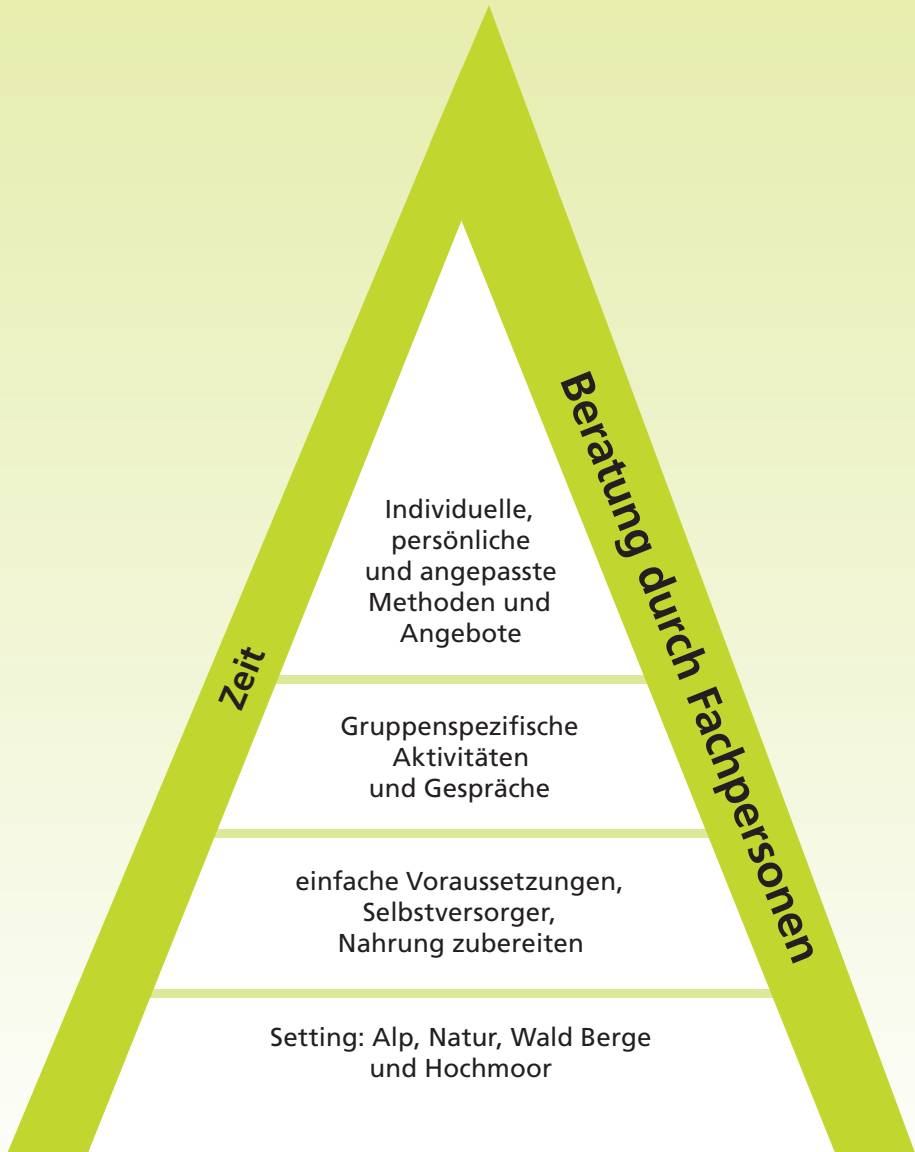 Zeit
Beratung durch Fachpersonen
Individuelle,
persönliche
und angepasste
Methoden und
Angebote
Gruppenspezifische
Aktivitäten
und Gespräche
einfache Voraussetzungen,
Selbstversorger,
Nahrung zubereiten
Setting: Alp, Natur, Wald Berge
und Hochmoor